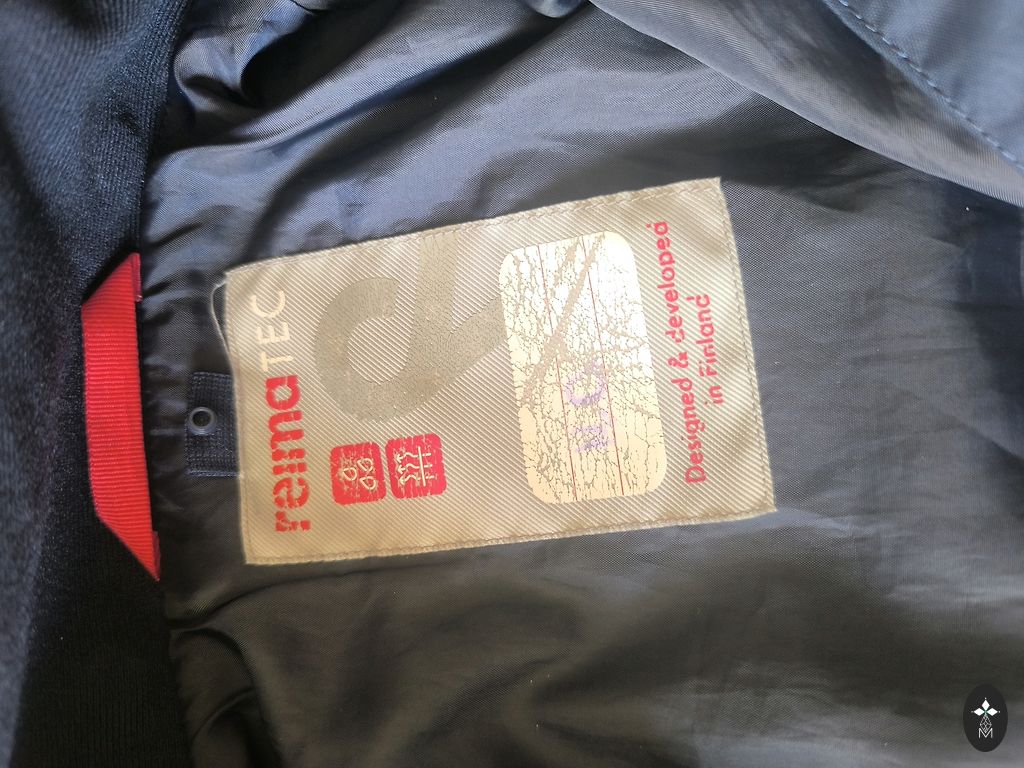 reima TEC
Designed & developed
in Finland
M